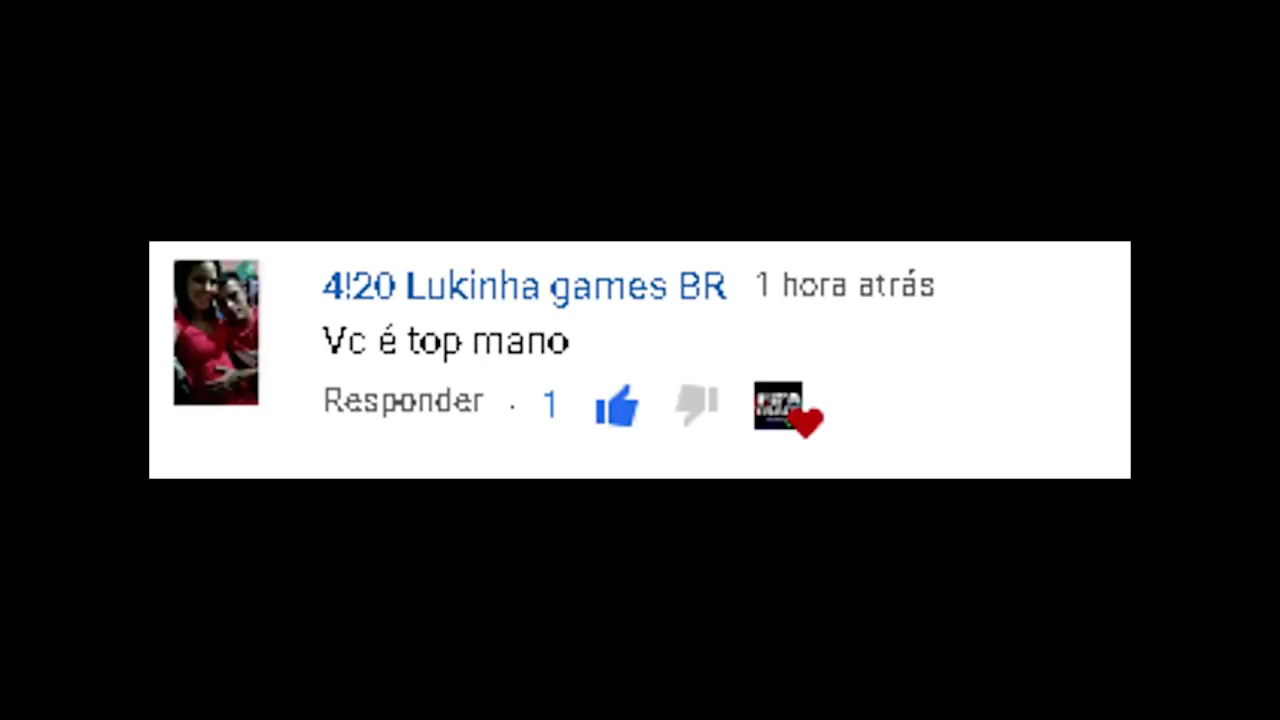 4!20 Lukinha games BR 1 hora atrás
Vc é top mano
Responder · 1